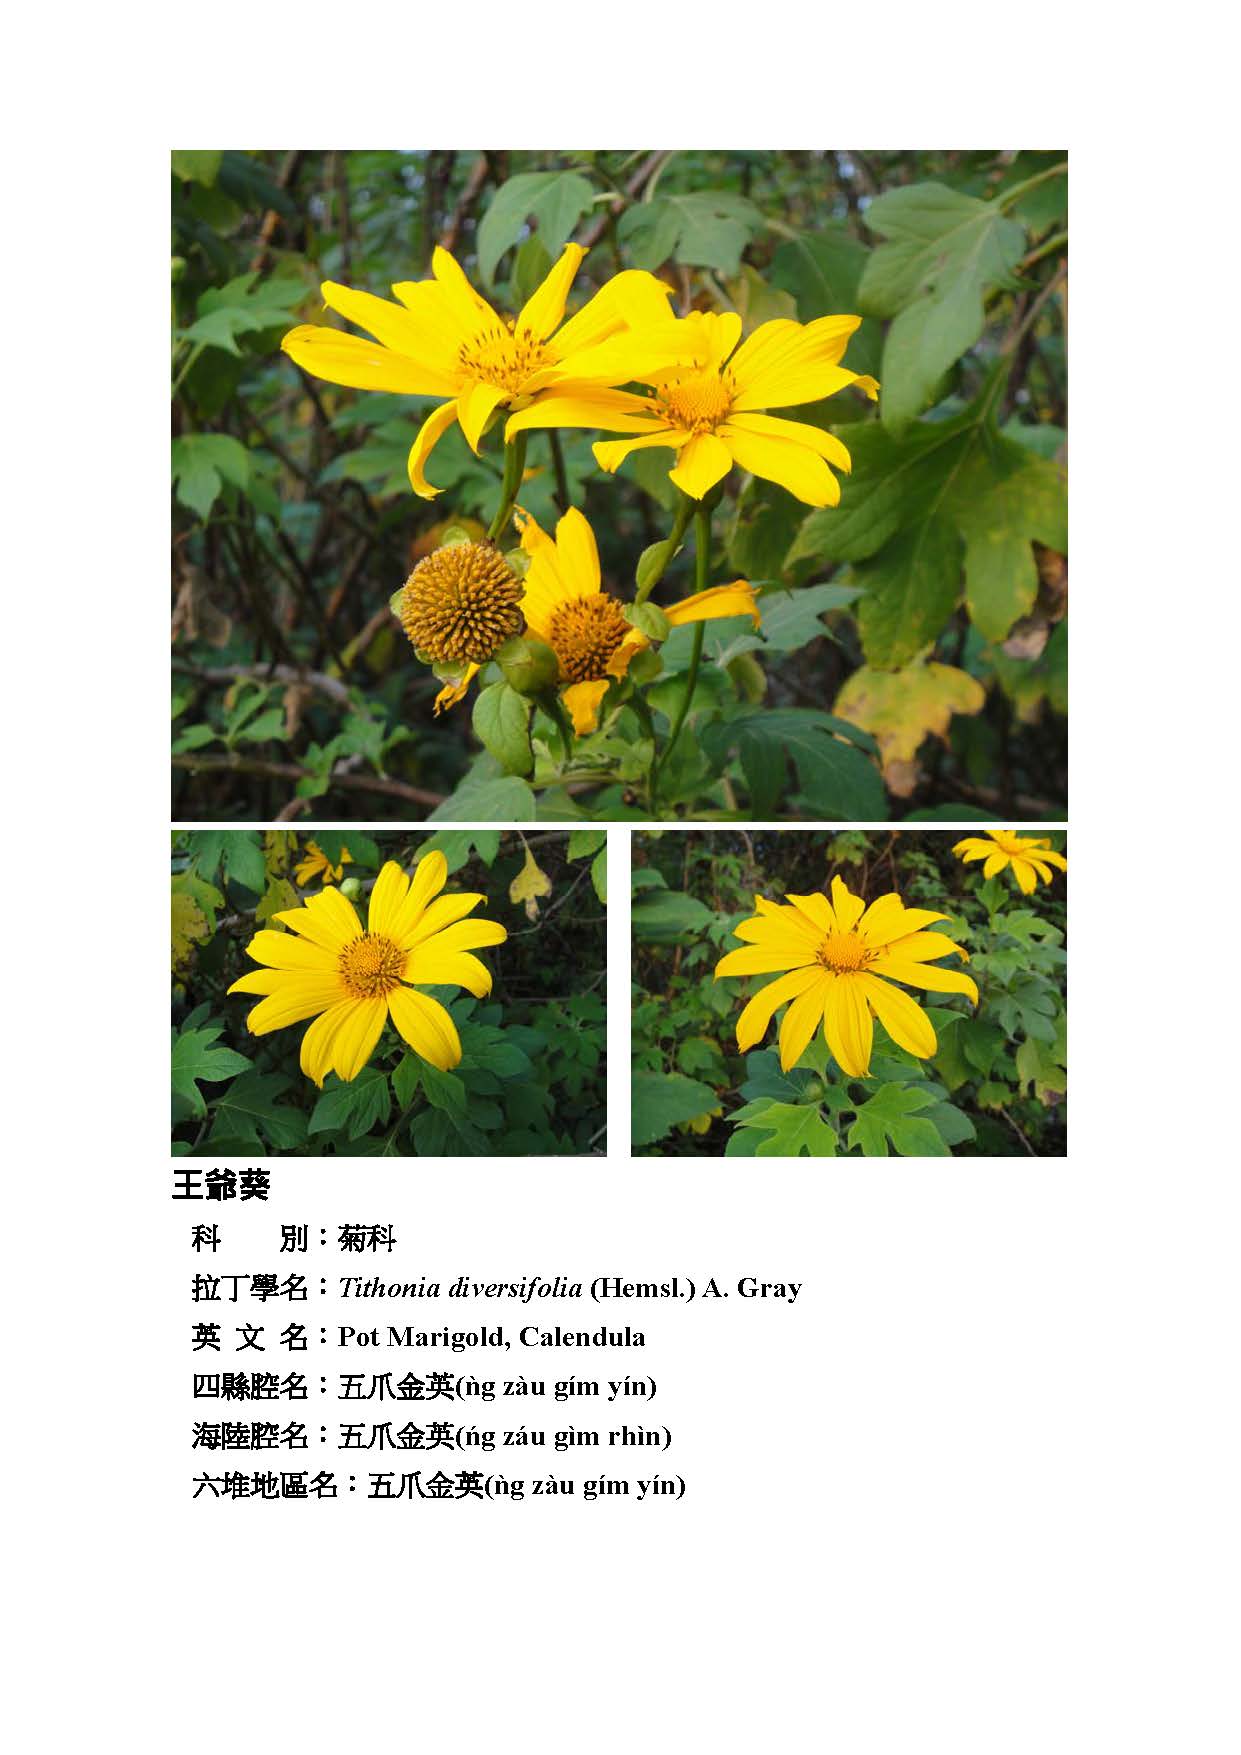 王爺葵
科　　別：菊科
拉丁學名：Tithonia diversifolia (Hemsl.) A. Gray
英 文 名：Pot Marigold, Calendula
四縣腔名：五爪金英(ǹg zàu gím yín)
海陸腔名：五爪金英(ńg záu gìm rhìn)
六堆地區名：五爪金英(ǹg zàu gím yín)